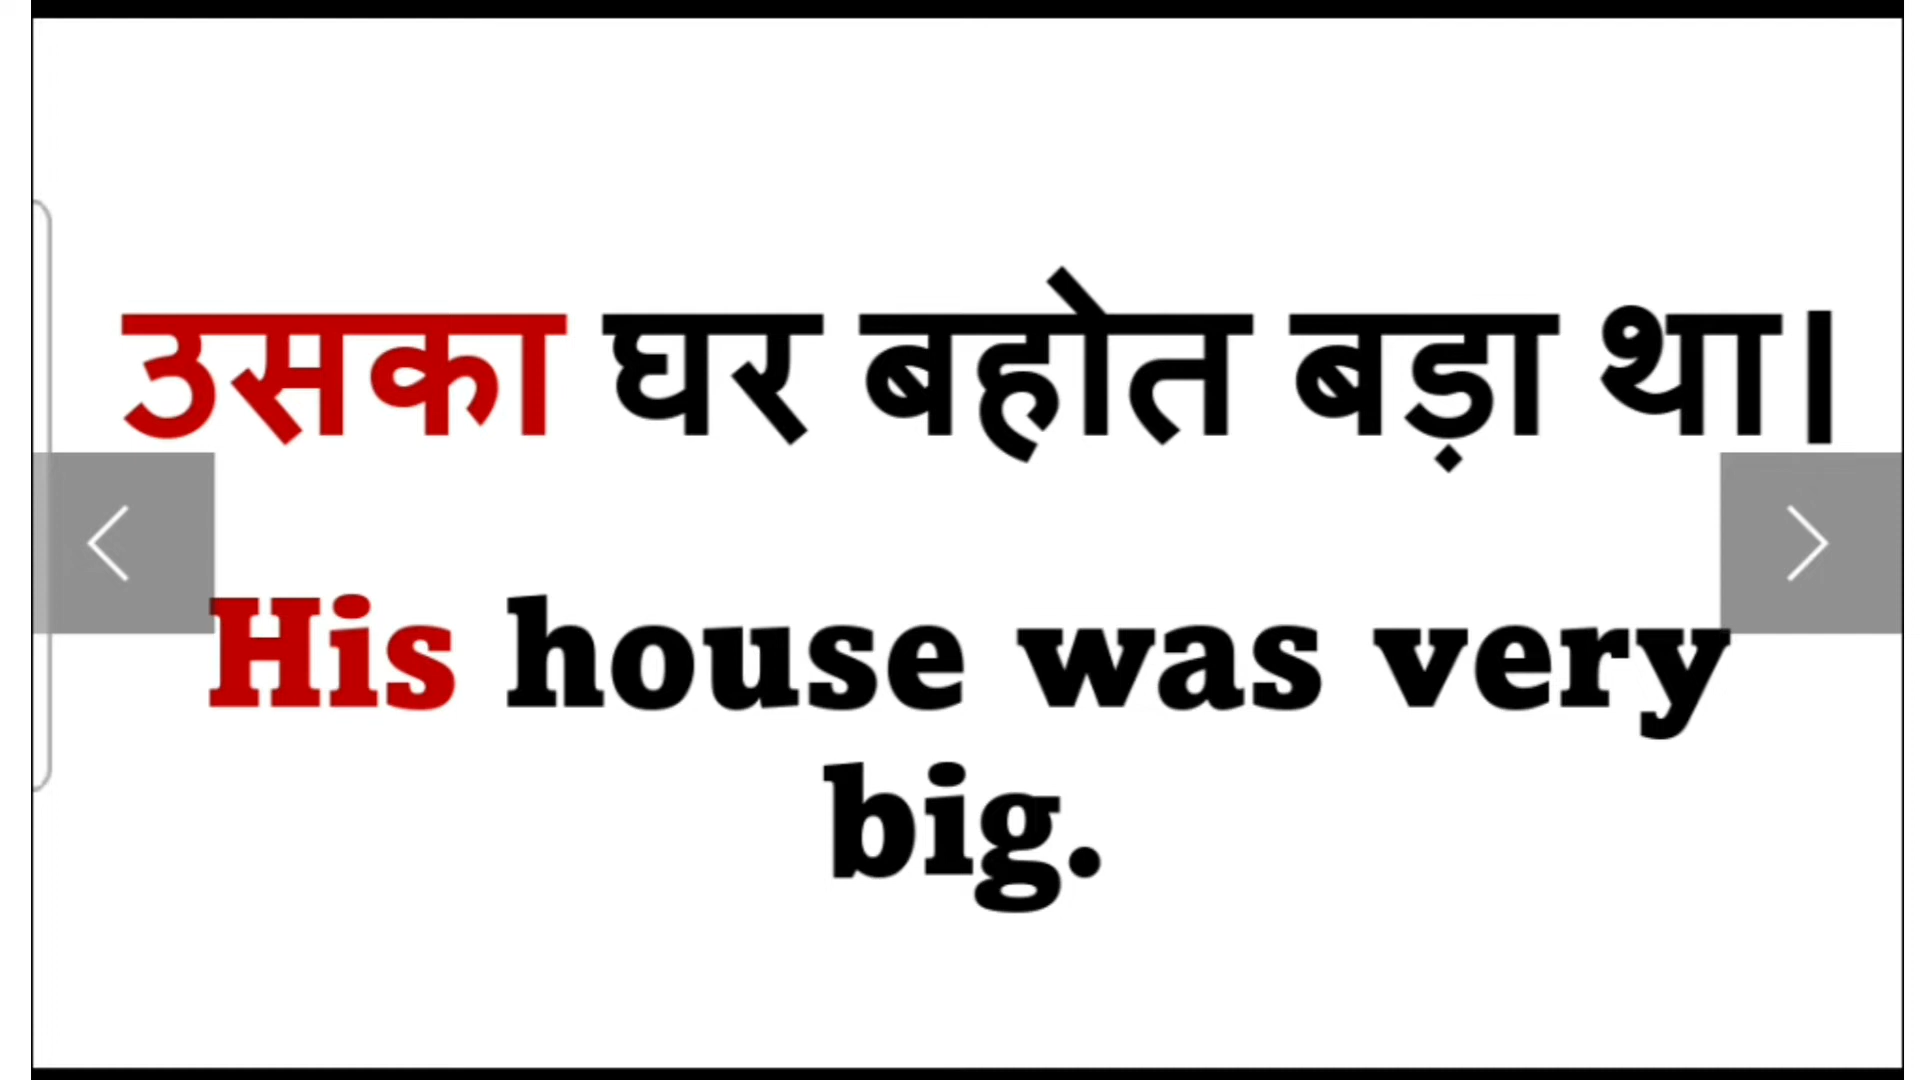 उसका घर बहोत बड़ा था।
His house was very
big.